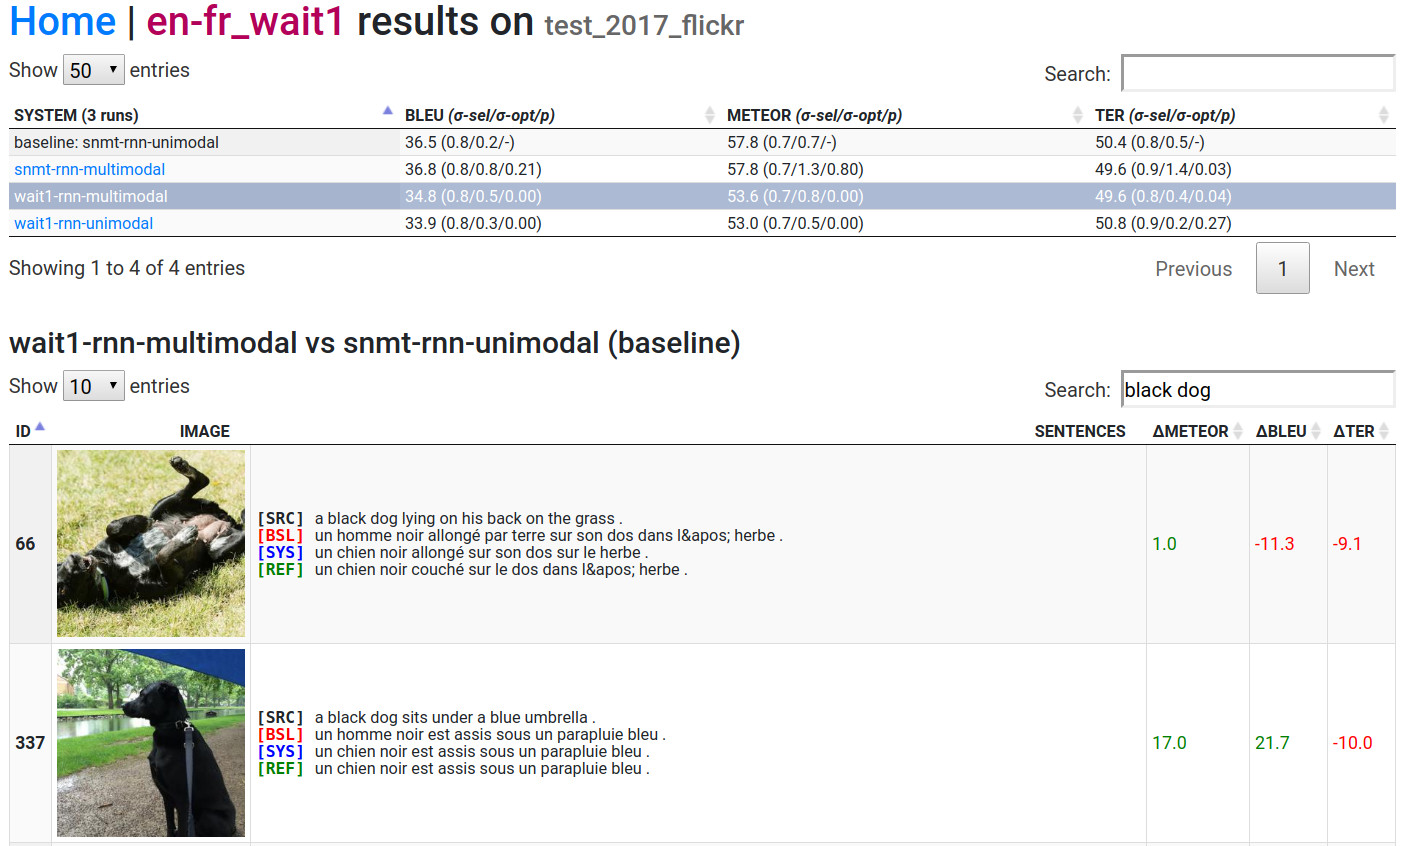 Home | en-fr_wait1 results on test_2017_flickr
Show 50 entries Search:
SYSTEM (3 runs) BLEU (σ-sel/σ-opt/p) METEOR (σ-sel/σ-opt/p) TER (σ-sel/σ-opt/p)
baseline: snmt-rnn-unimodal 36.5 (0.8/0.2/-) 57.8 (0.7/0.7/-) 50.4 (0.8/0.5/-)
snmt-rnn-multimodal 36.8 (0.8/0.8/0.21) 57.8 (0.7/1.3/0.80) 49.6 (0.9/1.4/0.03)
wait1-rnn-multimodal 34.8 (0.8/0.5/0.00) 53.6 (0.7/0.8/0.00) 49.6 (0.8/0.4/0.04)
wait1-rnn-unimodal 33.9 (0.8/0.3/0.00) 53.0 (0.7/0.5/0.00) 50.8 (0.9/0.2/0.27)
Showing 1 to 4 of 4 entries Previous 1 Next
wait1-rnn-multimodal vs snmt-rnn-unimodal (baseline)
Show 10 entries Search: black dog
ID IMAGE SENTENCES ΔMETEOR ΔBLEU ΔTER
[SRC] a black dog lying on his back on the grass .
[BSL] un homme noir allongé par terre sur son dos dans l&apos; herbe .
66 1.0 -11.3 -9.1
[SYS] un chien noir allongé sur son dos sur le herbe .
[REF] un chien noir couché sur le dos dans l&apos; herbe .
[SRC] a black dog sits under a blue umbrella .
[BSL] un homme noir est assis sous un parapluie bleu .
337 17.0 21.7 -10.0
[SYS] un chien noir est assis sous un parapluie bleu .
[REF] un chien noir est assis sous un parapluie bleu .